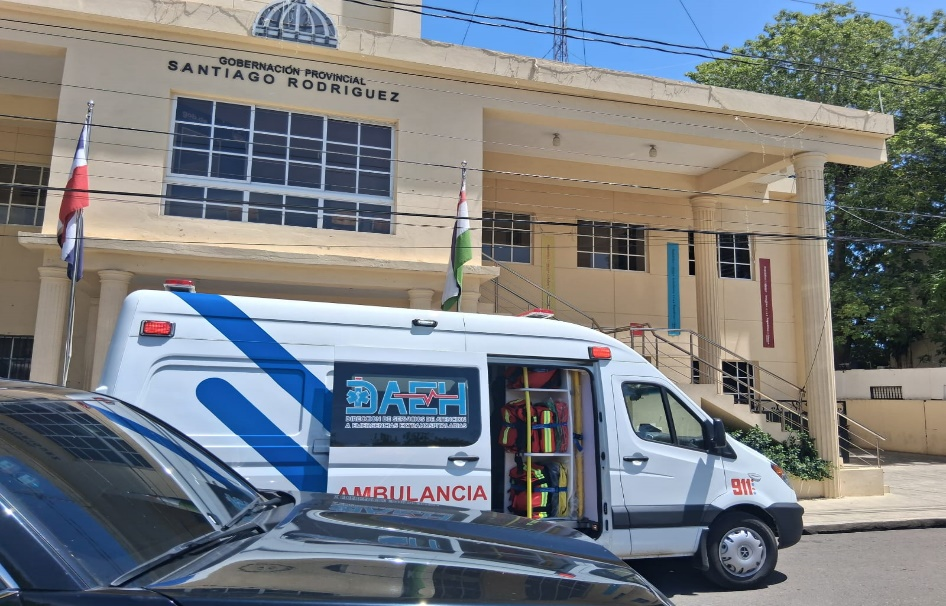 GOBERNACIÓN PROVINCIAL
SANTIAGO RODRIGUEZ
DAEH
DIRECCIÓN DE SERVICIOS DE ATENCIÓN
A EMERGENCIAS EXTRAHOSPITALARIAS
AMBULANCIA
911